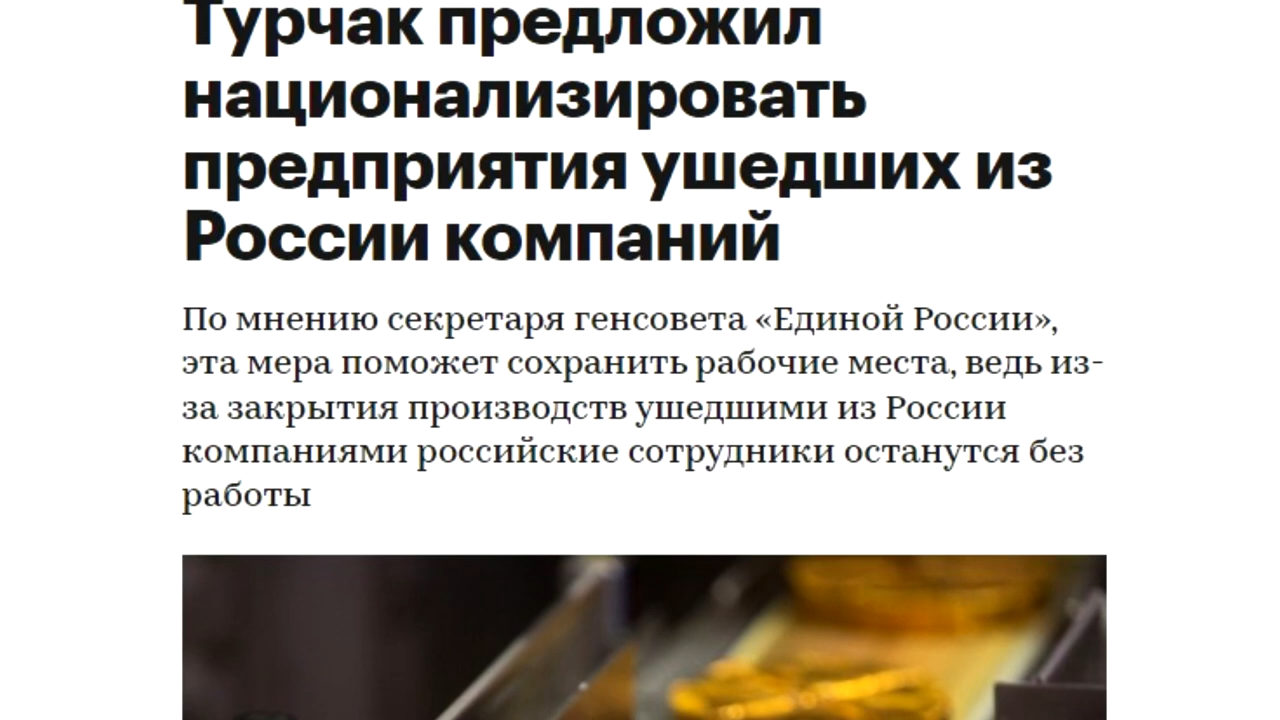 Турчак предложил
национализировать
предприятия ушедших из
России компаний
По мнению секретаря генсовета «Единой России»,
эта мера поможет сохранить рабочие места, ведь из-
за закрытия производств ушедшими из России
компаниями российские сотрудники останутся без
работы